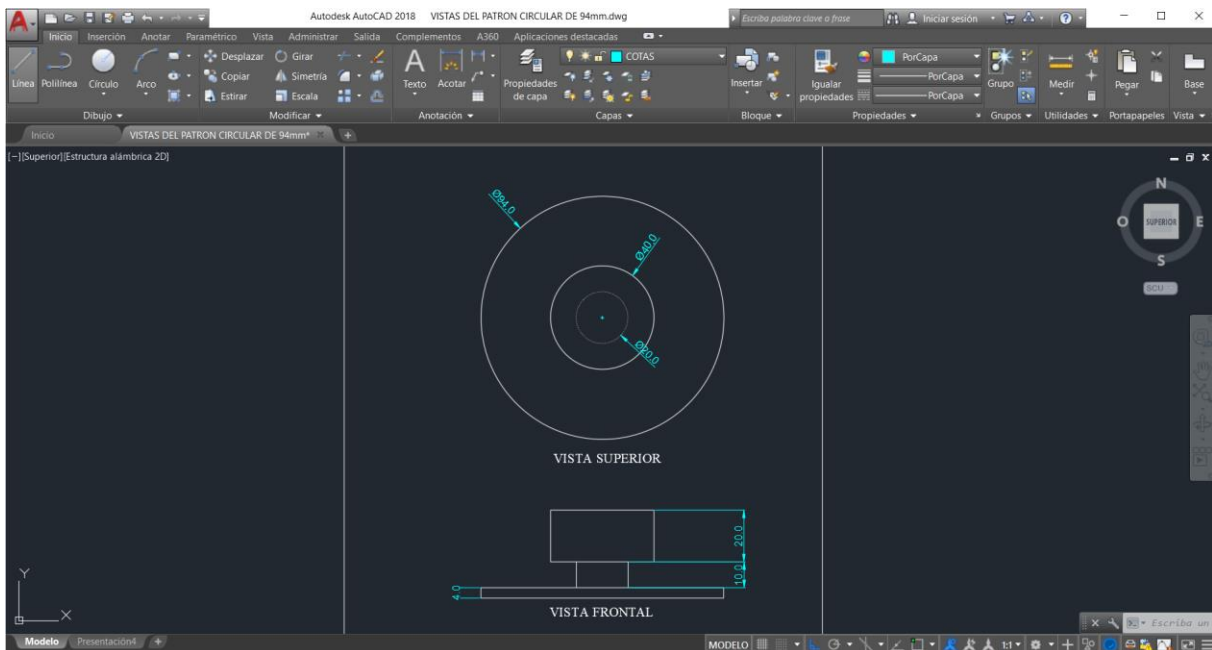 Autodesk AutoCAD 2018 VISTAS DEL PATRON CIRCULAR DE 94mm.dwg
Escriba palabra clave o frase
Iniciar sesión
Inicio Inserción Anotar Paramétrico Vista Administrar Salida Complementos A360 Aplicaciones destacadas
Línea Polilínea Círculo Arco
Desplazar Girar
Copiar Simetría
Estirar Escala
Texto Acotar
Propiedades de capa
COTAS
Insertar
Igualar propiedades
PorCapa
PorCapa
PorCapa
Grupo
Medir
Pegar
Base
Dibujo Modificar Anotación Capas Bloque Propiedades Grupos Utilidades Portapapeles Vista
Inicio VISTAS DEL PATRON CIRCULAR DE 94mm*
[−][Superior][Estructura alámbrica 2D]
N
O SUPERIOR E
S
SCU
Ø94.0
Ø40.0
Ø20.0
VISTA SUPERIOR
20.0
10.0
4.0
VISTA FRONTAL
Y
X
Escriba un
Modelo Presentación4
MODELO 1:1